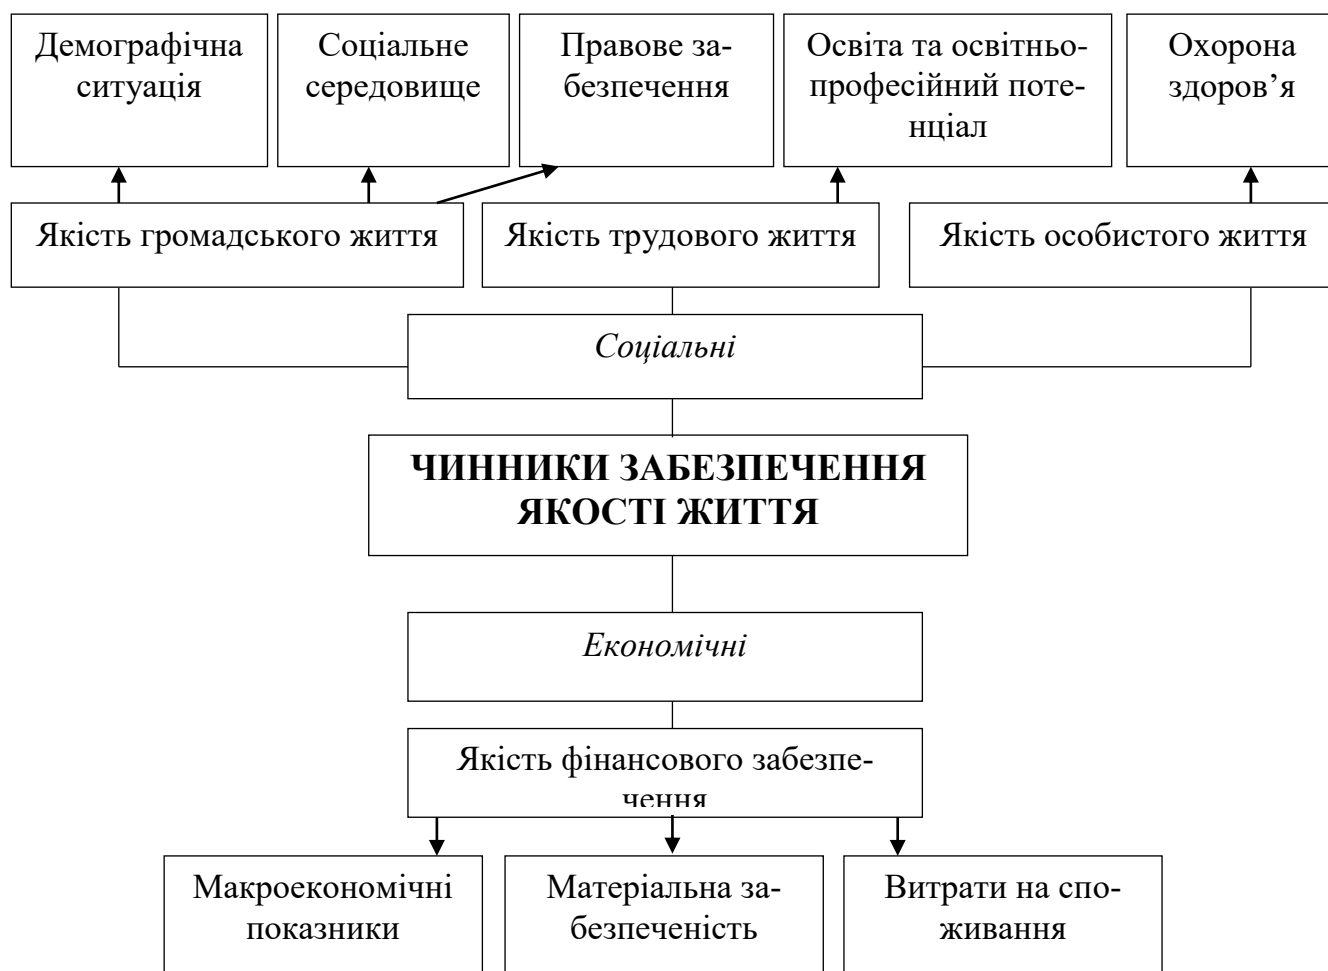 Демографічна
ситуація
Соціальне
середовище
Правове за-
безпечення
Освіта та освітньо-
професійний поте-
нціал
Охорона
здоров’я
Якість громадського життя
Якість трудового життя
Якість особистого життя
Соціальні
ЧИННИКИ ЗАБЕЗПЕЧЕННЯ
ЯКОСТІ ЖИТТЯ
Економічні
Якість фінансового забезпе-
чення
Макроекономічні
показники
Матеріальна за-
безпеченість
Витрати на спо-
живання